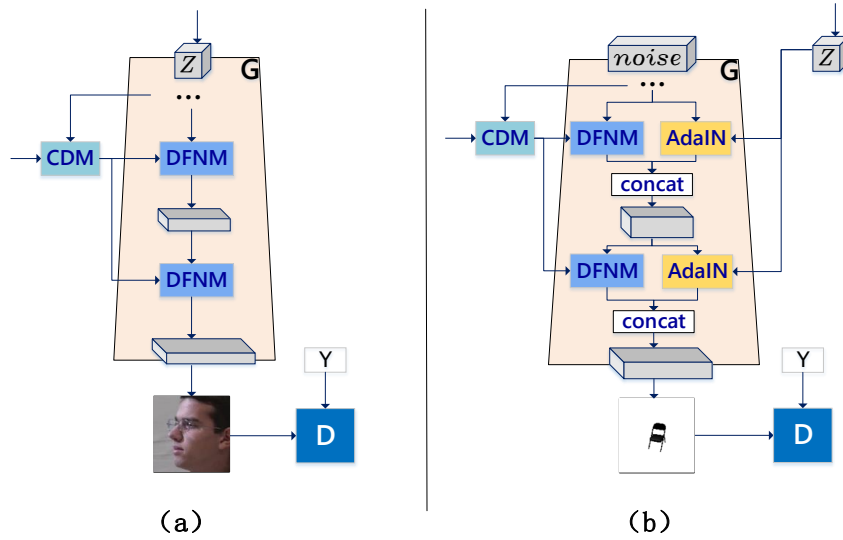 Z
G
...
CDM
DFNM
DFNM
Y
D
(a)
noise
G
Z
...
CDM
DFNM
AdaIN
concat
DFNM
AdaIN
concat
Y
D
(b)